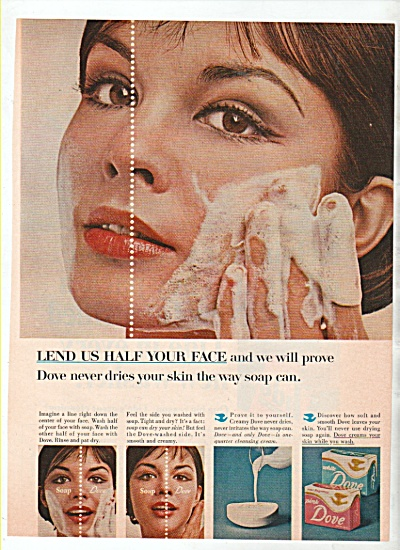 LEND US HALF YOUR FACE and we will prove
Dove never dries your skin the way soap can.
Imagine a line right down the
center of your face. Wash half
of your face with soap. Wash the
other half of your face with
Dove. Rinse and pat dry.
Feel the side you washed with
soap. Tight and dry? It's a fact:
soap can dry your skin! But feel
the Dove-washed side. It's
smooth and creamy.
Prove it to yourself.
Creamy Dove never dries,
never irritates the way soap can.
Dove—and only Dove—is one-
quarter cleansing cream.
Discover how soft and
smooth Dove leaves your
skin. You'll never use drying
soap again. Dove creams your
skin while you wash.
Soap Dove
Soap Dove
white
Dove
pink
Dove